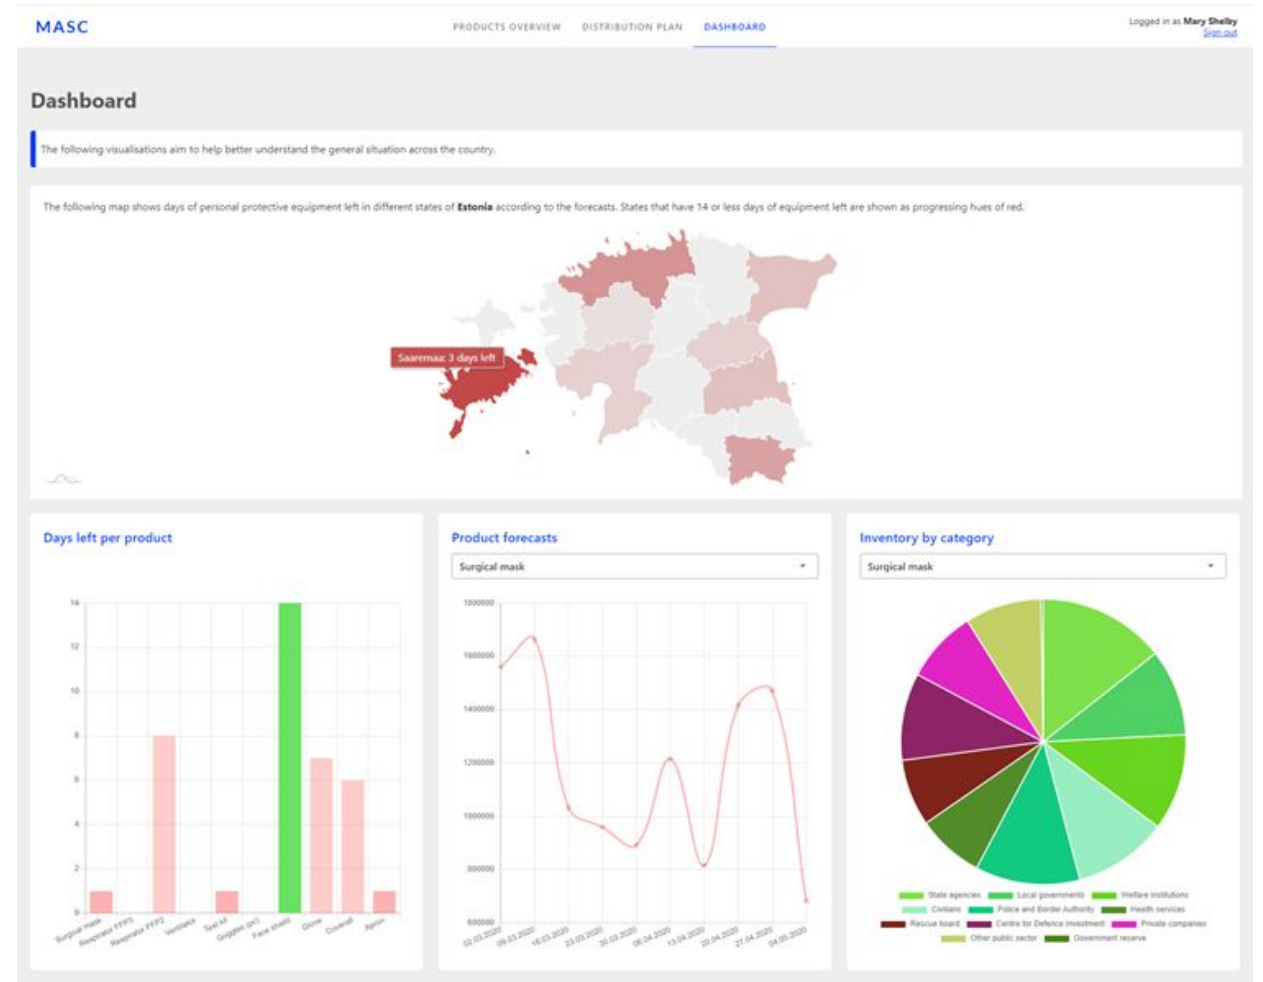 MASC
PRODUCTS OVERVIEW DISTRIBUTION PLAN DASHBOARD
Logged in as Mary Shelby
Sign out
Dashboard
The following visualisations aim to help better understand the general situation across the country.
The following map shows days of personal protective equipment left in different states of Estonia according to the forecasts. States that have 14 or less days of equipment left are shown as progressing hues of red.
Saaremaa: 3 days left
Days left per product
14
12
10
8
6
4
2
0
Surgical mask Respirator FFP3 Respirator FFP2 Ventilator Test kit Goggles (pc) Face shield Glove Coverall Apron
Product forecasts
Surgical mask
1800000
1600000
1400000
1200000
1000000
800000
600000
02.03.2020 09.03.2020 16.03.2020 23.03.2020 30.03.2020 06.04.2020 13.04.2020 20.04.2020 27.04.2020 04.05.2020
Inventory by category
Surgical mask
State agencies Local governments Welfare institutions
Civilians Police and Border Authority Health services
Rescue board Centre for Defence Investment Private companies
Other public sector Government reserve